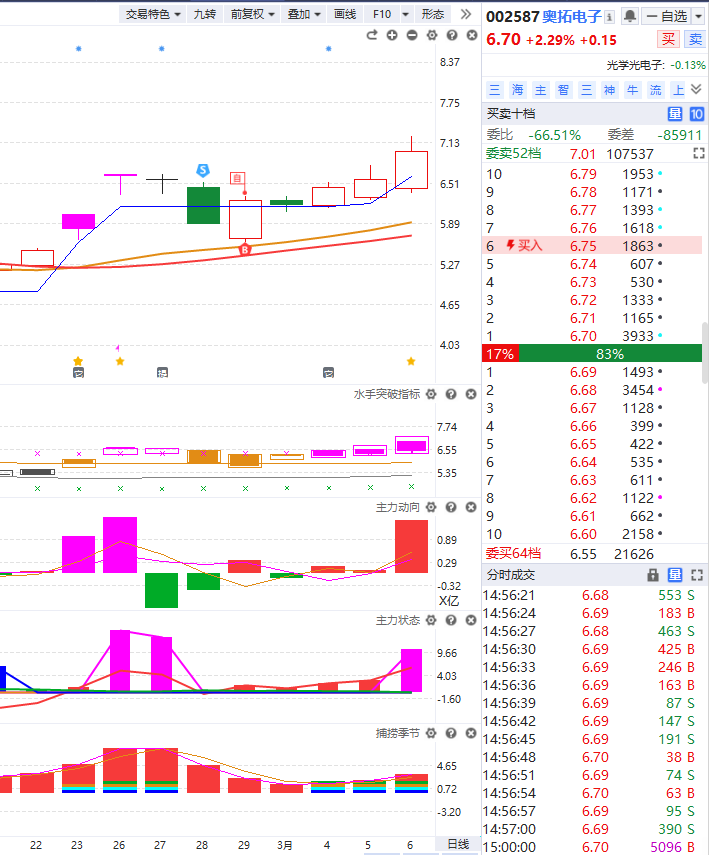 交易特色 九转 前复权 叠加 画线 F10 形态
8.37
7.75
7.13
6.51
5.89
5.27
4.65
4.03
S
自
B
水手突破指标
7.74
6.55
5.35
主力动向
0.89
0.29
-0.32
X亿
主力状态
9.66
4.03
-1.60
捕捞季节
4.65
0.72
-3.20
22 23 26 27 28 29 3月 4 5 6 日线
002587 奥拓电子 自选
6.70 +2.29% +0.15 买 卖
光学光电子: -0.13%
三 海 主 智 三 神 牛 流 上
买卖十档 量 10
委比 -66.51% 委差 -85911
委卖52档 7.01 107537
10 6.79 1953
9 6.78 1171
8 6.77 1393
7 6.76 1618
6 买入 6.75 1863
5 6.74 607
4 6.73 530
3 6.72 1333
2 6.71 1165
1 6.70 3933
17% 83%
1 6.69 1493
2 6.68 3454
3 6.67 1128
4 6.66 399
5 6.65 422
6 6.64 535
7 6.63 611
8 6.62 1122
9 6.61 662
10 6.60 2158
委买64档 6.55 21626
分时成交 量
14:56:21 6.68 553 S
14:56:24 6.69 183 B
14:56:27 6.68 463 S
14:56:30 6.69 425 B
14:56:33 6.69 246 B
14:56:36 6.69 163 B
14:56:39 6.69 87 S
14:56:42 6.69 147 S
14:56:45 6.69 191 S
14:56:48 6.70 38 B
14:56:51 6.69 74 S
14:56:54 6.70 63 B
14:56:57 6.69 95 S
14:57:00 6.69 390 S
15:00:00 6.70 5096 B